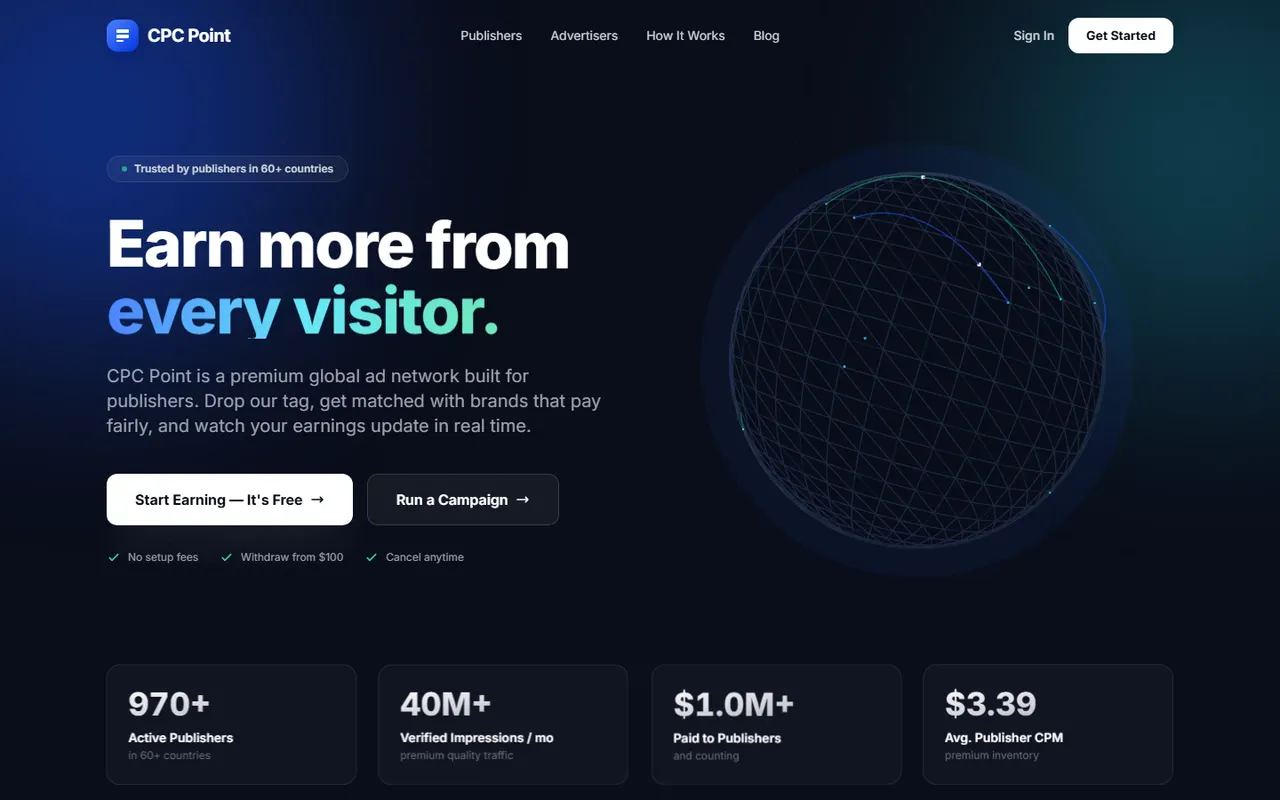 CPC Point
Publishers
Advertisers
How It Works
Blog
Sign In
Get Started
Trusted by publishers in 60+ countries
Earn more from
every visitor.
CPC Point is a premium global ad network built for
publishers. Drop our tag, get matched with brands that pay
fairly, and watch your earnings update in real time.
Start Earning — It's Free →
Run a Campaign →
No setup fees
Withdraw from $100
Cancel anytime
970+
Active Publishers
in 60+ countries
40M+
Verified Impressions / mo
premium quality traffic
$1.0M+
Paid to Publishers
and counting
$3.39
Avg. Publisher CPM
premium inventory